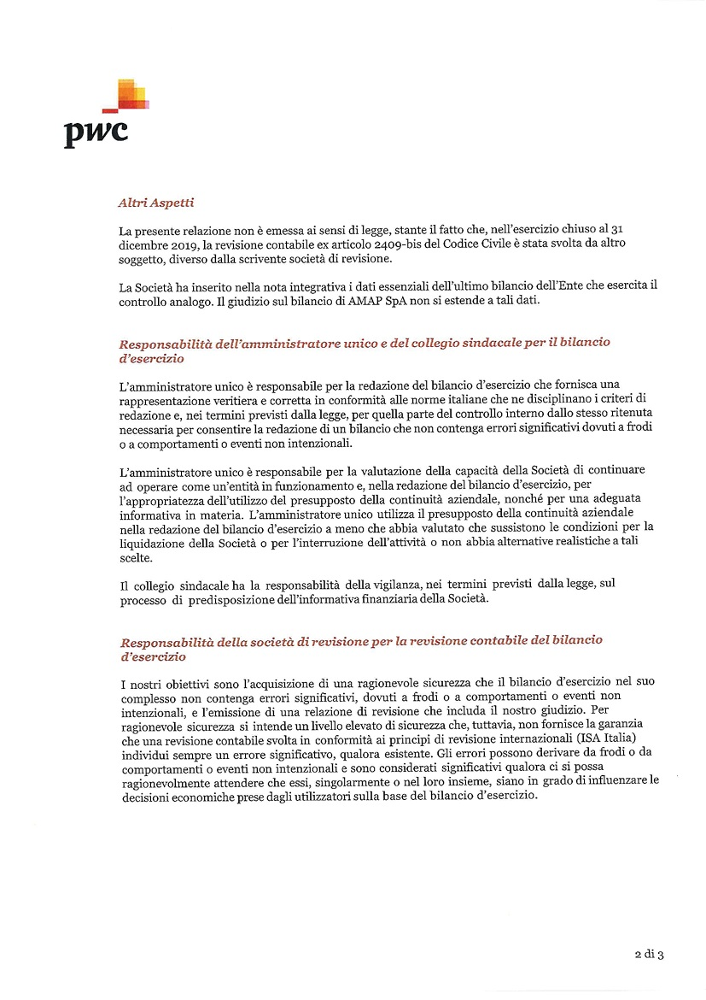 pwc
Altri Aspetti
La presente relazione non è emessa ai sensi di legge, stante il fatto che, nell'esercizio chiuso al 31
dicembre 2019, la revisione contabile ex articolo 2409-bis del Codice Civile è stata svolta da altro
soggetto, diverso dalla scrivente società di revisione.
La Società ha inserito nella nota integrativa i dati essenziali dell'ultimo bilancio dell'Ente che esercita il
controllo analogo. Il giudizio sul bilancio di AMAP SpA non si estende a tali dati.
Responsabilità dell'amministratore unico e del collegio sindacale per il bilancio
d'esercizio
L'amministratore unico è responsabile per la redazione del bilancio d'esercizio che fornisca una
rappresentazione veritiera e corretta in conformità alle norme italiane che ne disciplinano i criteri di
redazione e, nei termini previsti dalla legge, per quella parte del controllo interno dallo stesso ritenuta
necessaria per consentire la redazione di un bilancio che non contenga errori significativi dovuti a frodi
o a comportamenti o eventi non intenzionali.
L'amministratore unico è responsabile per la valutazione della capacità della Società di continuare
ad operare come un'entità in funzionamento e, nella redazione del bilancio d'esercizio, per
l'appropriatezza dell'utilizzo del presupposto della continuità aziendale, nonché per una adeguata
informativa in materia. L'amministratore unico utilizza il presupposto della continuità aziendale
nella redazione del bilancio d'esercizio a meno che abbia valutato che sussistono le condizioni per la
liquidazione della Società o per l'interruzione dell'attività o non abbia alternative realistiche a tali
scelte.
Il collegio sindacale ha la responsabilità della vigilanza, nei termini previsti dalla legge, sul
processo di predisposizione dell'informativa finanziaria della Società.
Responsabilità della società di revisione per la revisione contabile del bilancio
d'esercizio
I nostri obiettivi sono l'acquisizione di una ragionevole sicurezza che il bilancio d'esercizio nel suo
complesso non contenga errori significativi, dovuti a frodi o a comportamenti o eventi non
intenzionali, e l'emissione di una relazione di revisione che includa il nostro giudizio. Per
ragionevole sicurezza si intende un livello elevato di sicurezza che, tuttavia, non fornisce la garanzia
che una revisione contabile svolta in conformità ai principi di revisione internazionali (ISA Italia)
individui sempre un errore significativo, qualora esistente. Gli errori possono derivare da frodi o da
comportamenti o eventi non intenzionali e sono considerati significativi qualora ci si possa
ragionevolmente attendere che essi, singolarmente o nel loro insieme, siano in grado di influenzare le
decisioni economiche prese dagli utilizzatori sulla base del bilancio d'esercizio.
2 di 3